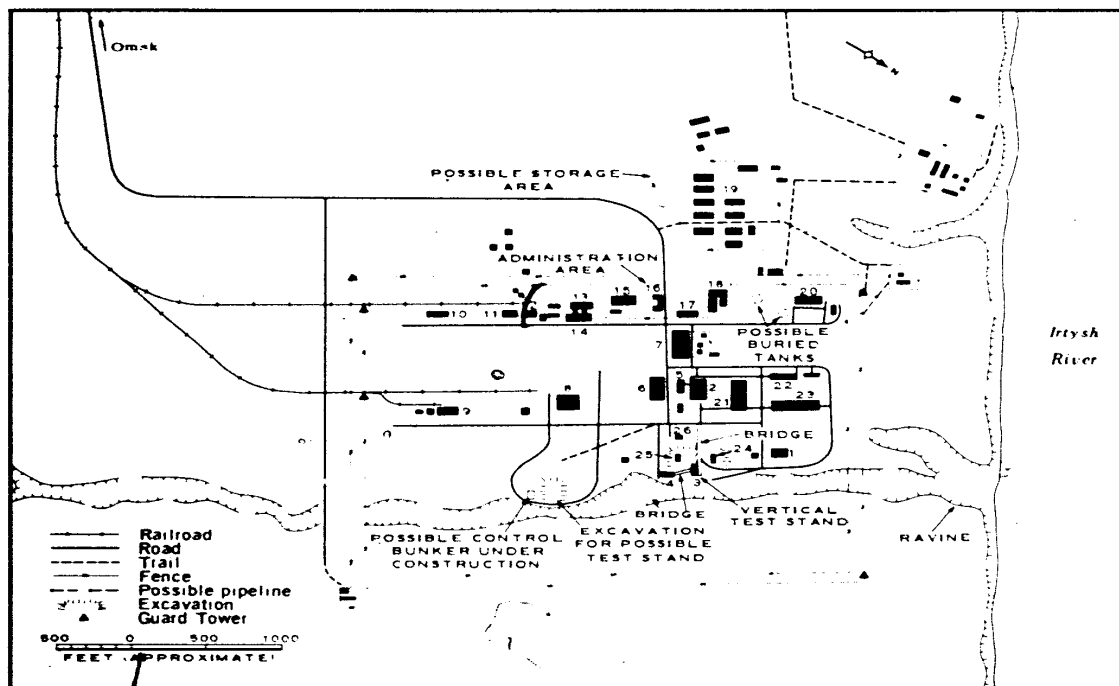 Omsk
N
POSSIBLE STORAGE
AREA
19
ADMINISTRATION
AREA
10
11
13
14
15
16
17
18
20
POSSIBLE
BURIED
TANKS
Irtysh
River
7
5
2
6
8
9
21
22
23
26
BRIDGE
25
24
1
4
3
VERTICAL
TEST STAND
BRIDGE
RAVINE
POSSIBLE CONTROL
BUNKER UNDER
CONSTRUCTION
EXCAVATION
FOR POSSIBLE
TEST STAND
Railroad
Road
Trail
Fence
Possible pipeline
Excavation
Guard Tower
500 0 500 1000
FEET (APPROXIMATE)